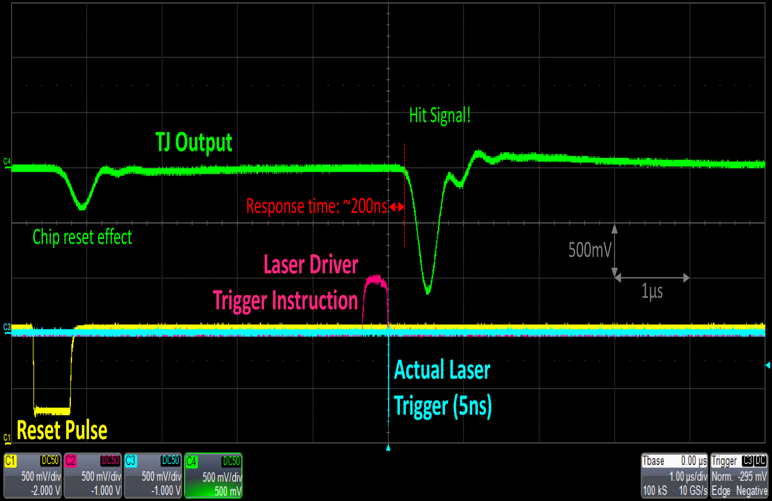 Hit Signal!
TJ Output
C4
Response time: ~200ns
Chip reset effect
500mV
Laser Driver
Trigger Instruction
1µs
C3
Actual Laser
Trigger (5ns)
Reset Pulse
C1
C1 DC50
500 mV/div
-2.000 V
C2 DC50
500 mV/div
-1.000 V
C3 DC50
500 mV/div
-1.000 V
C4 DC50
500 mV/div
500 mV
Tbase 0.00 µs
1.00 µs/div
100 kS 10 GS/s
Trigger C3 DC
Norm. -295 mV
Edge Negative